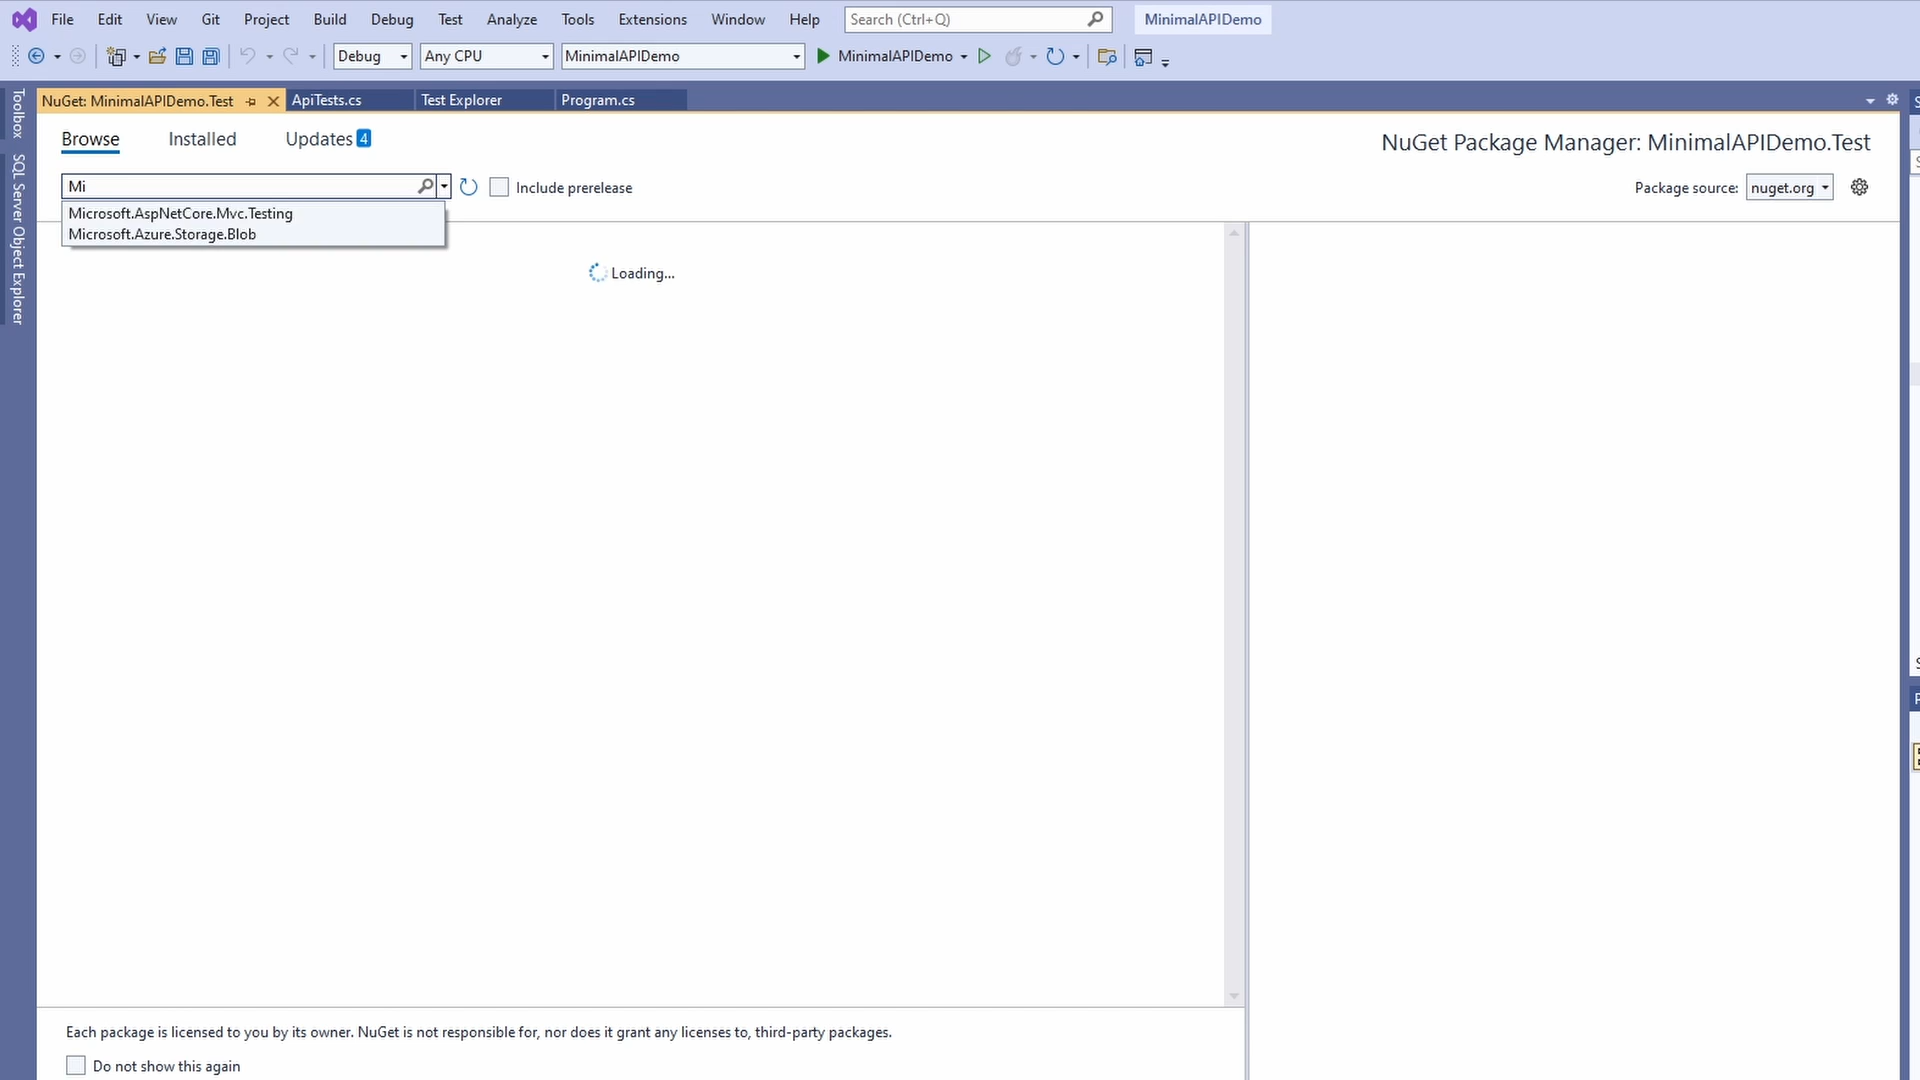 File Edit View Git Project Build Debug Test Analyze Tools Extensions Window Help Search (Ctrl+Q) MinimalAPIDemo
Debug Any CPU MinimalAPIDemo MinimalAPIDemo
Toolbox
SQL Server Object Explorer
NuGet: MinimalAPIDemo.Test ApiTests.cs Test Explorer Program.cs
Browse Installed Updates 4
NuGet Package Manager: MinimalAPIDemo.Test
Mi
Include prerelease
Package source: nuget.org
Microsoft.AspNetCore.Mvc.Testing
Microsoft.Azure.Storage.Blob
Loading...
Each package is licensed to you by its owner. NuGet is not responsible for, nor does it grant any licenses to, third-party packages.
Do not show this again